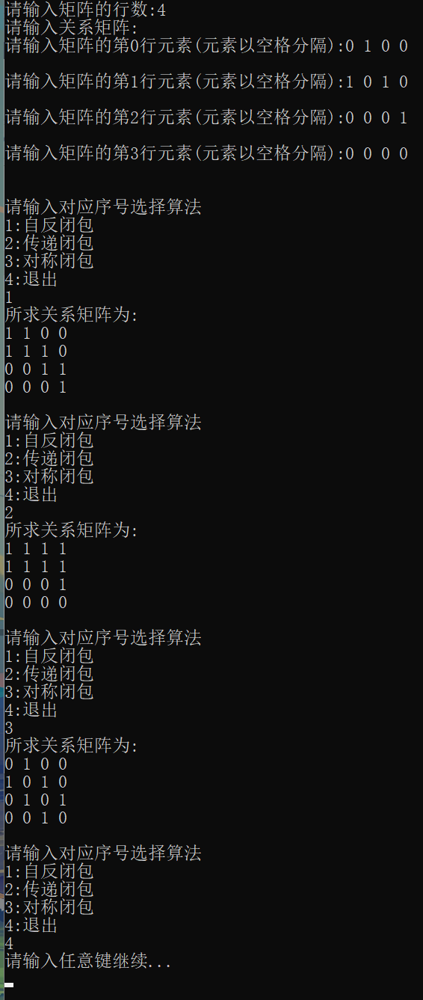 请输入矩阵的行数:4
请输入关系矩阵:
请输入矩阵的第0行元素(元素以空格分隔):0 1 0 0
请输入矩阵的第1行元素(元素以空格分隔):1 0 1 0
请输入矩阵的第2行元素(元素以空格分隔):0 0 0 1
请输入矩阵的第3行元素(元素以空格分隔):0 0 0 0
请输入对应序号选择算法
1:自反闭包
2:传递闭包
3:对称闭包
4:退出
1
所求关系矩阵为:
1 1 0 0
1 1 1 0
0 0 1 1
0 0 0 1
请输入对应序号选择算法
1:自反闭包
2:传递闭包
3:对称闭包
4:退出
2
所求关系矩阵为:
1 1 1 1
1 1 1 1
0 0 0 1
0 0 0 0
请输入对应序号选择算法
1:自反闭包
2:传递闭包
3:对称闭包
4:退出
3
所求关系矩阵为:
0 1 0 0
1 0 1 0
0 1 0 1
0 0 1 0
请输入对应序号选择算法
1:自反闭包
2:传递闭包
3:对称闭包
4:退出
4
请输入任意键继续...